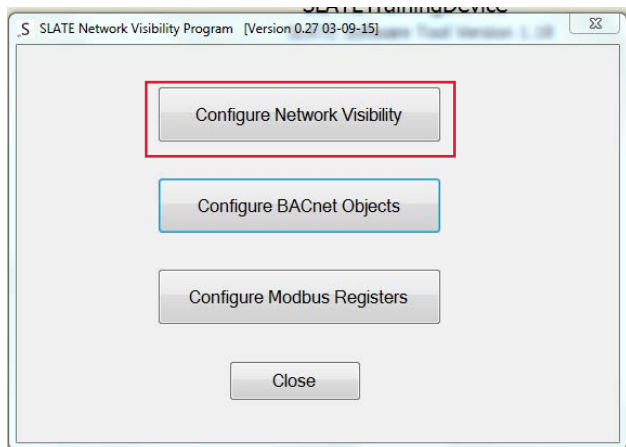 SLATETrainingDevice
SLATE Network Visibility Program [Version 0.27 03-09-15]
Configure Network Visibility
Configure BACnet Objects
Configure Modbus Registers
Close